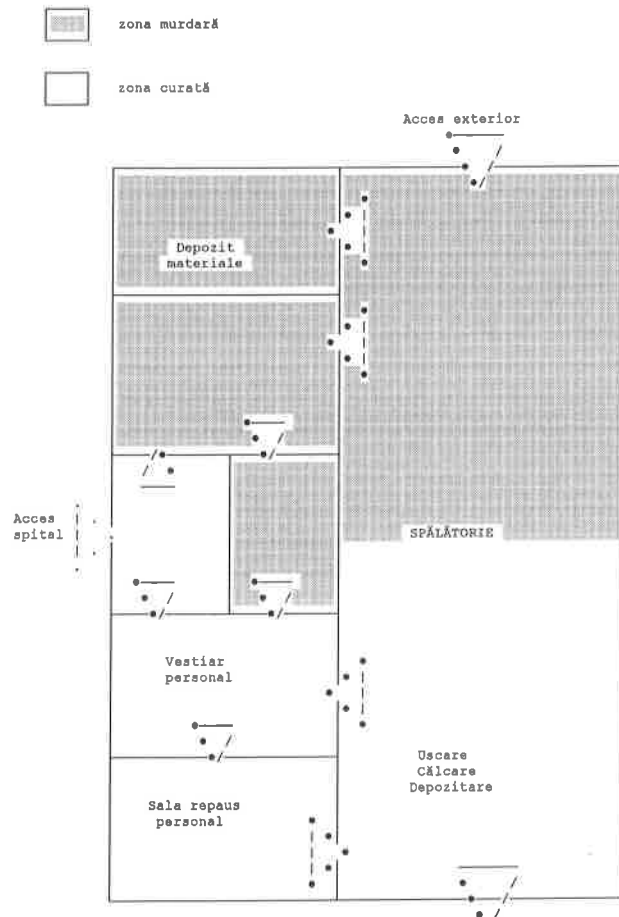 zona murdară
zona curată
Acces exterior
Depozit
materiale
Acces
spital
SPĂLĂTORIE
Vestiar
personal
Uscare
Călcare
Depozitare
Sala repaus
personal